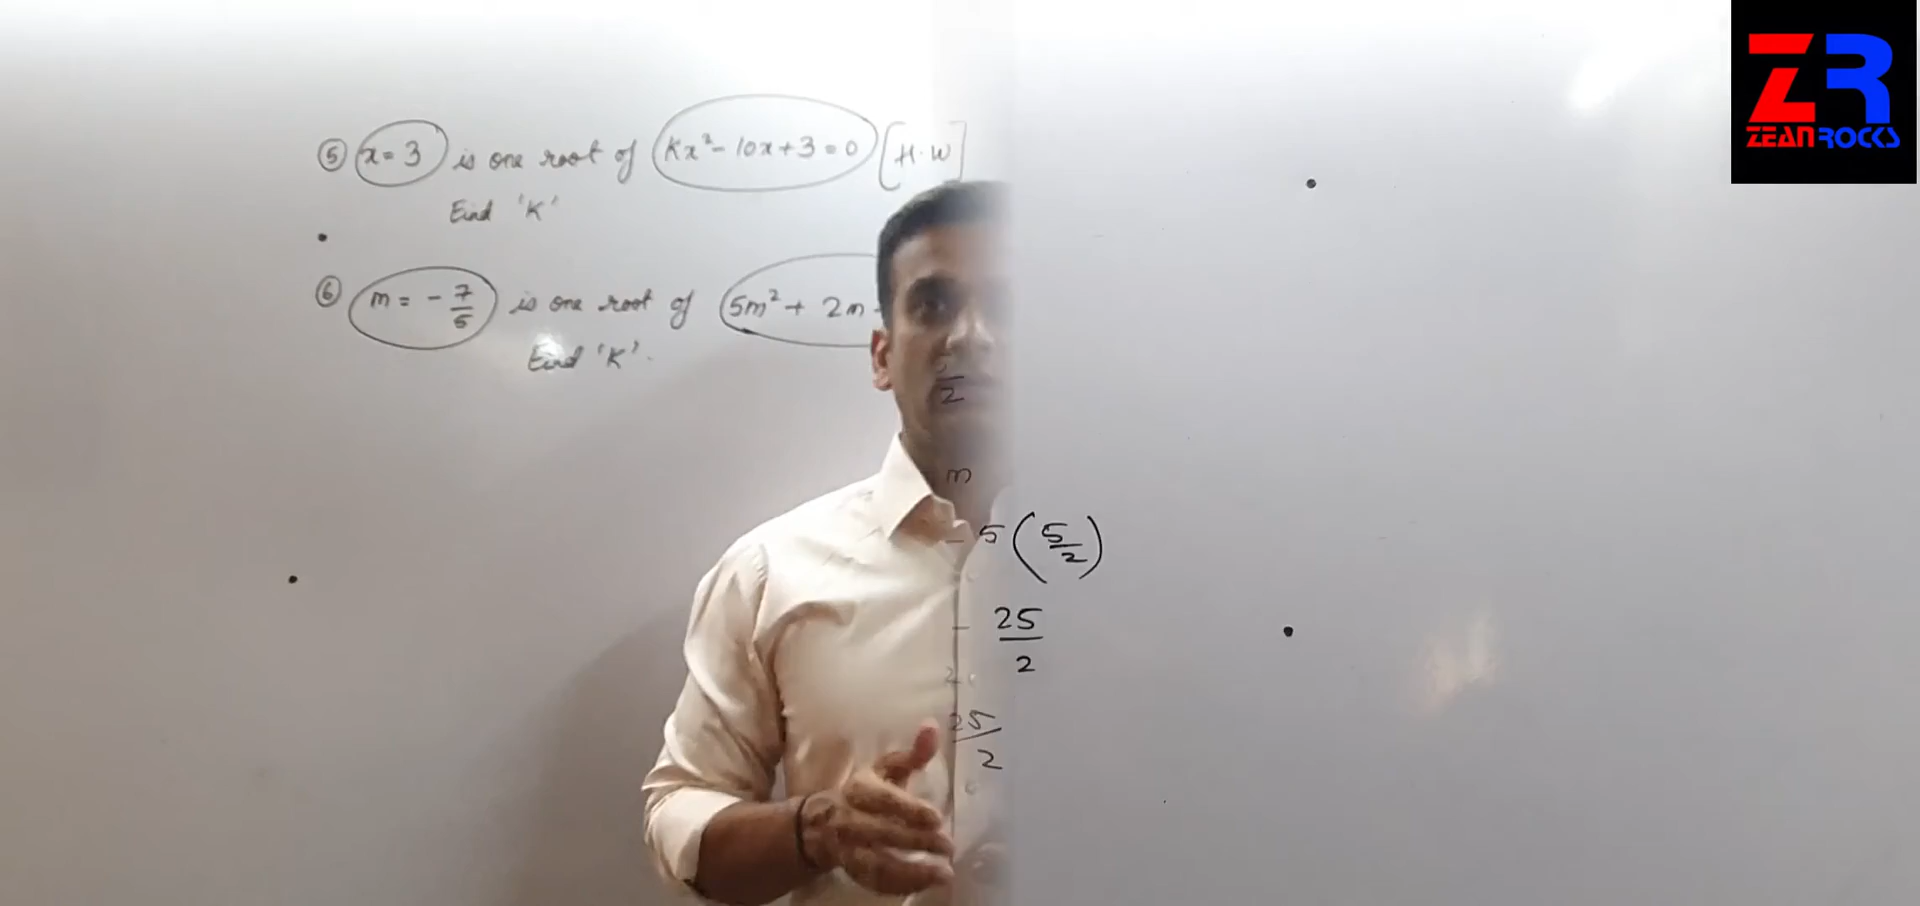 ⑤ x = 3 is one root of Kx² - 10x + 3 = 0 [H.W]
Find 'K'
⑥ m = - 7/5 is one root of 5m² + 2m
Find 'K'.
2
m
- 5 (5/2)
- 25/2
25/2
ZR
ZEAN ROCKS